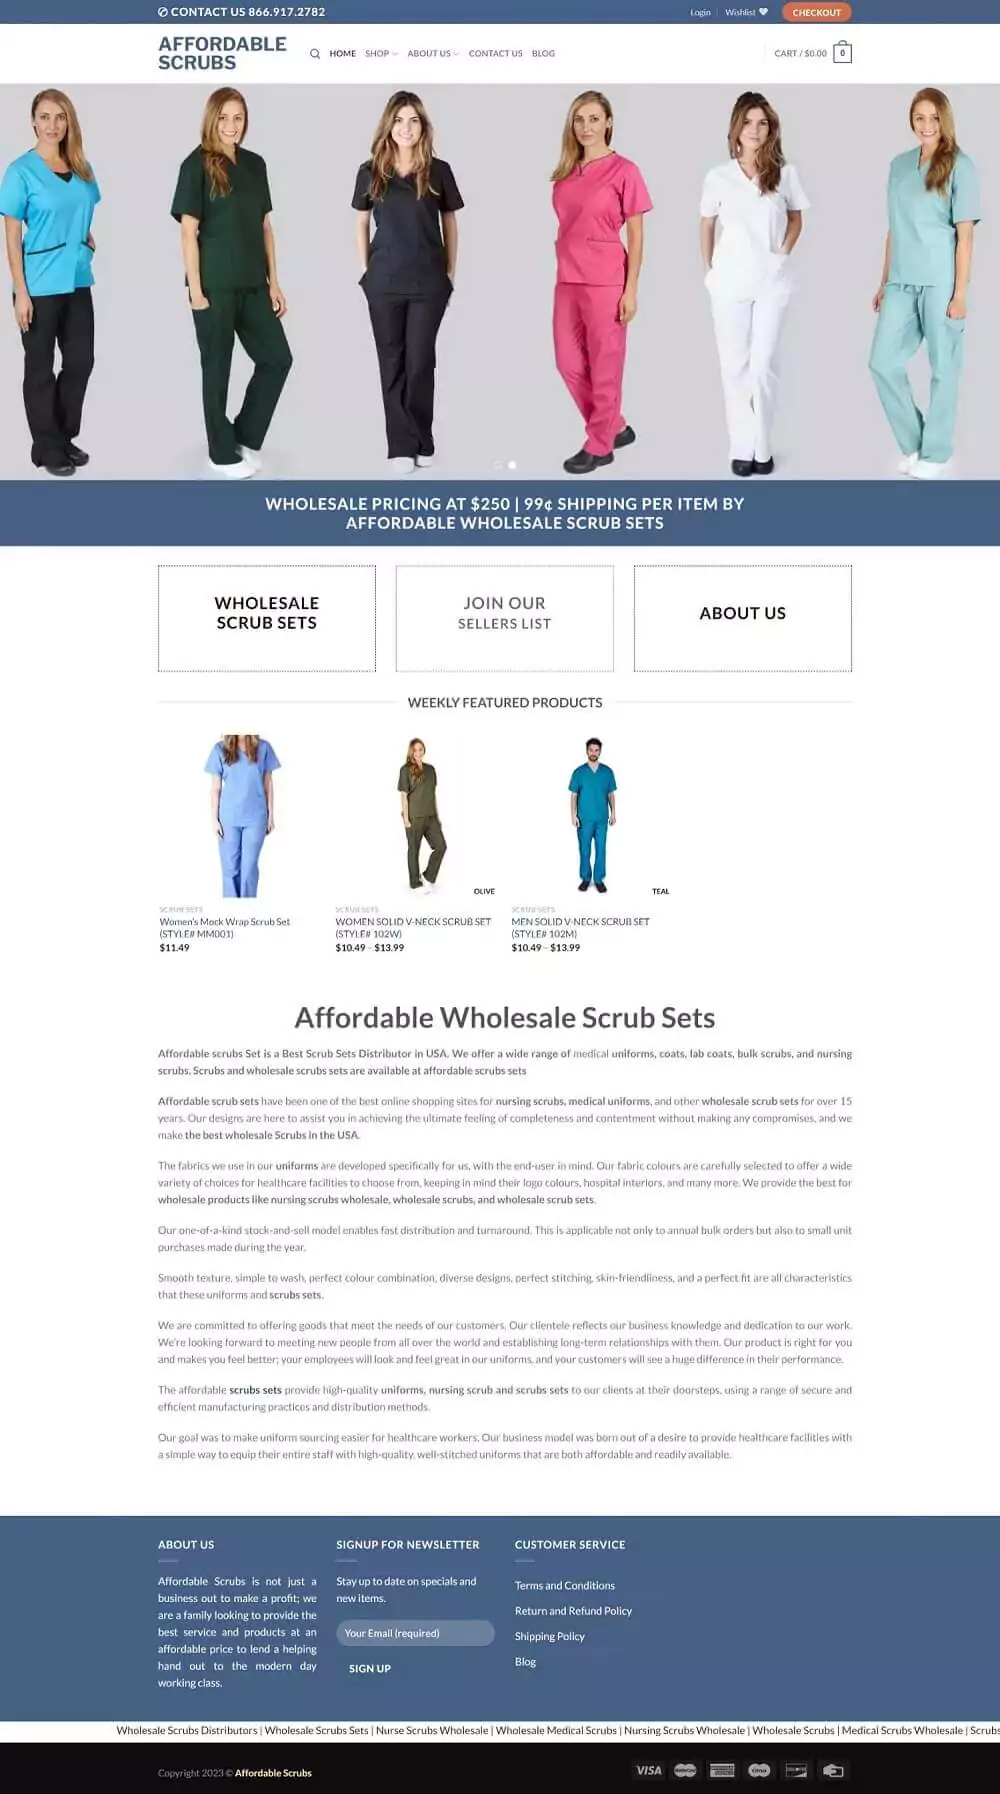 ✆ CONTACT US 866.917.2782
Login
Wishlist
CHECKOUT
AFFORDABLE
SCRUBS
HOME
SHOP
ABOUT US
CONTACT US
BLOG
CART / $0.00
0
WHOLESALE PRICING AT $250 | 99¢ SHIPPING PER ITEM BY
AFFORDABLE WHOLESALE SCRUB SETS
WHOLESALE
SCRUB SETS
JOIN OUR
SELLERS LIST
ABOUT US
WEEKLY FEATURED PRODUCTS
OLIVE
TEAL
SCRUB SETS
Women's Mock Wrap Scrub Set
(STYLE# MM001)
$11.49
SCRUB SETS
WOMEN SOLID V-NECK SCRUB SET
(STYLE# 102W)
$10.49 – $13.99
SCRUB SETS
MEN SOLID V-NECK SCRUB SET
(STYLE# 102M)
$10.49 – $13.99
Affordable Wholesale Scrub Sets
Affordable scrubs Set is a Best Scrub Sets Distributor in USA. We offer a wide range of medical uniforms, coats, lab coats, bulk scrubs, and nursing
scrubs. Scrubs and wholesale scrubs sets are available at affordable scrubs sets
Affordable scrub sets have been one of the best online shopping sites for nursing scrubs, medical uniforms, and other wholesale scrub sets for over 15
years. Our designs are here to assist you in achieving the ultimate feeling of completeness and contentment without making any compromises, and we
make the best wholesale Scrubs in the USA.
The fabrics we use in our uniforms are developed specifically for us, with the end-user in mind. Our fabric colours are carefully selected to offer a wide
variety of choices for healthcare facilities to choose from, keeping in mind their logo colours, hospital interiors, and many more. We provide the best for
wholesale products like nursing scrubs wholesale, wholesale scrubs, and wholesale scrub sets.
Our one-of-a-kind stock-and-sell model enables fast distribution and turnaround. This is applicable not only to annual bulk orders but also to small unit
purchases made during the year.
Smooth texture, simple to wash, perfect colour combination, diverse designs, perfect stitching, skin-friendliness, and a perfect fit are all characteristics
that these uniforms and scrubs sets.
We are committed to offering goods that meet the needs of our customers. Our clientele reflects our business knowledge and dedication to our work.
We're looking forward to meeting new people from all over the world and establishing long-term relationships with them. Our product is right for you
and makes you feel better; your employees will look and feel great in our uniforms, and your customers will see a huge difference in their performance.
The affordable scrubs sets provide high-quality uniforms, nursing scrub and scrubs sets to our clients at their doorsteps, using a range of secure and
efficient manufacturing practices and distribution methods.
Our goal was to make uniform sourcing easier for healthcare workers. Our business model was born out of a desire to provide healthcare facilities with
a simple way to equip their entire staff with high-quality, well-stitched uniforms that are both affordable and readily available.
ABOUT US
Affordable Scrubs is not just a
business out to make a profit; we
are a family looking to provide the
best service and products at an
affordable price to lend a helping
hand out to the modern day
working class.
SIGNUP FOR NEWSLETTER
Stay up to date on specials and
new items.
Your Email (required)
SIGN UP
CUSTOMER SERVICE
Terms and Conditions
Return and Refund Policy
Shipping Policy
Blog
Wholesale Scrubs Distributors | Wholesale Scrubs Sets | Nurse Scrubs Wholesale | Wholesale Medical Scrubs | Nursing Scrubs Wholesale | Wholesale Scrubs | Medical Scrubs Wholesale | Scrubs
Copyright 2023 © Affordable Scrubs
VISA